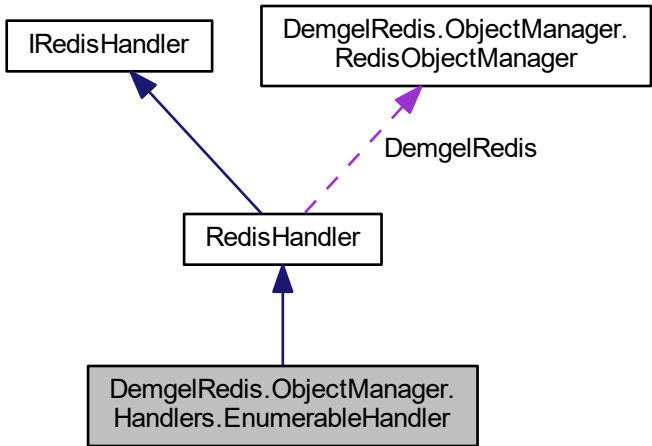 IRedisHandler
DemgelRedis.ObjectManager.
RedisObjectManager
DemgelRedis
RedisHandler
DemgelRedis.ObjectManager.
Handlers.EnumerableHandler